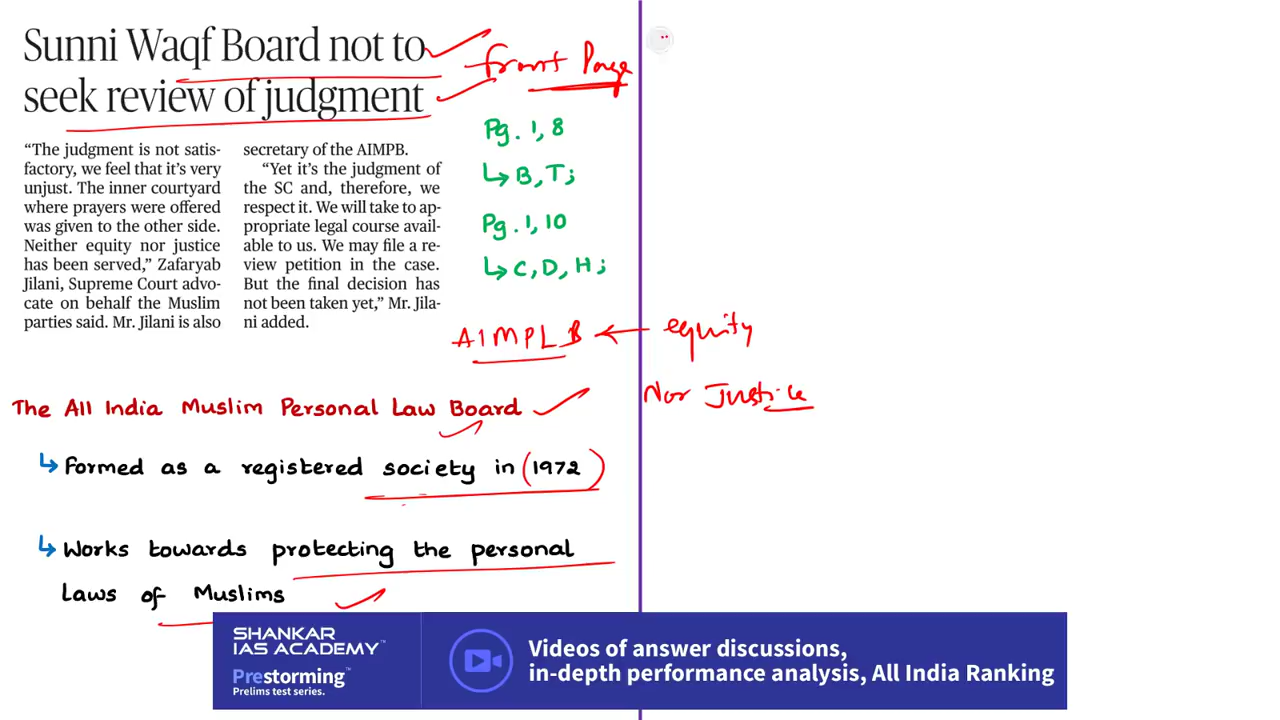 Sunni Waqf Board not to
seek review of judgment
"The judgment is not satis-
factory, we feel that it's very
unjust. The inner courtyard
where prayers were offered
was given to the other side.
Neither equity nor justice
has been served," Zafaryab
Jilani, Supreme Court advo-
cate on behalf the Muslim
parties said. Mr. Jilani is also
secretary of the AIMPB.
"Yet it's the judgment of
the SC and, therefore, we
respect it. We will take to ap-
propriate legal course avail-
able to us. We may file a re-
view petition in the case.
But the final decision has
not been taken yet," Mr. Jila-
ni added.
front Page
Pg. 1, 8
B, T;
Pg. 1, 10
C, D, H;
AIMPLB ← equity
Nor Justice
The All India Muslim Personal Law Board
Formed as a registered society in (1972)
Works towards protecting the personal
laws of Muslims
SHANKAR
IAS ACADEMY™
Prestorming™
Prelims test series.
Videos of answer discussions,
in-depth performance analysis, All India Ranking